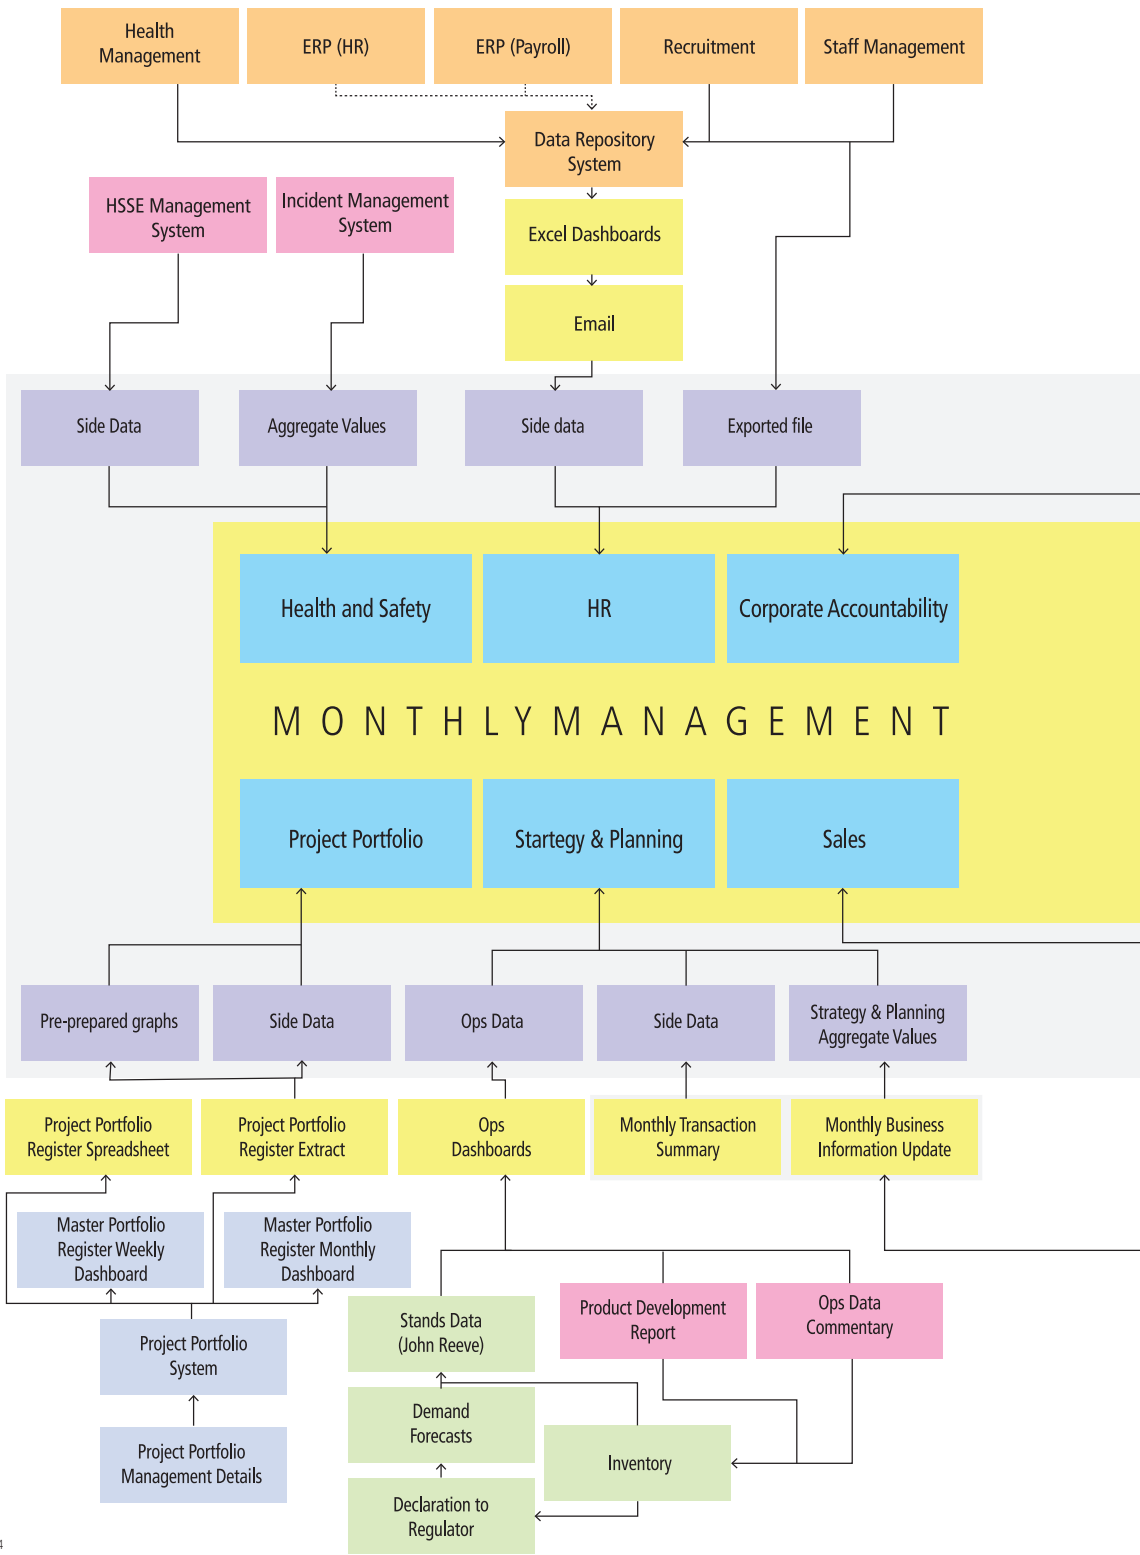 Health
Management
ERP (HR)
ERP (Payroll)
Recruitment
Staff Management
Data Repository
System
HSSE Management
System
Incident Management
System
Excel Dashboards
Email
Side Data
Aggregate Values
Side data
Exported file
Health and Safety
HR
Corporate Accountability
M O N T H L Y M A N A G E M E N T
Project Portfolio
Startegy & Planning
Sales
Pre-prepared graphs
Side Data
Ops Data
Side Data
Strategy & Planning
Aggregate Values
Project Portfolio
Register Spreadsheet
Project Portfolio
Register Extract
Ops
Dashboards
Monthly Transaction
Summary
Monthly Business
Information Update
Master Portfolio
Register Weekly
Dashboard
Master Portfolio
Register Monthly
Dashboard
Stands Data
(John Reeve)
Product Development
Report
Ops Data
Commentary
Project Portfolio
System
Demand
Forecasts
Inventory
Project Portfolio
Management Details
Declaration to
Regulator
4